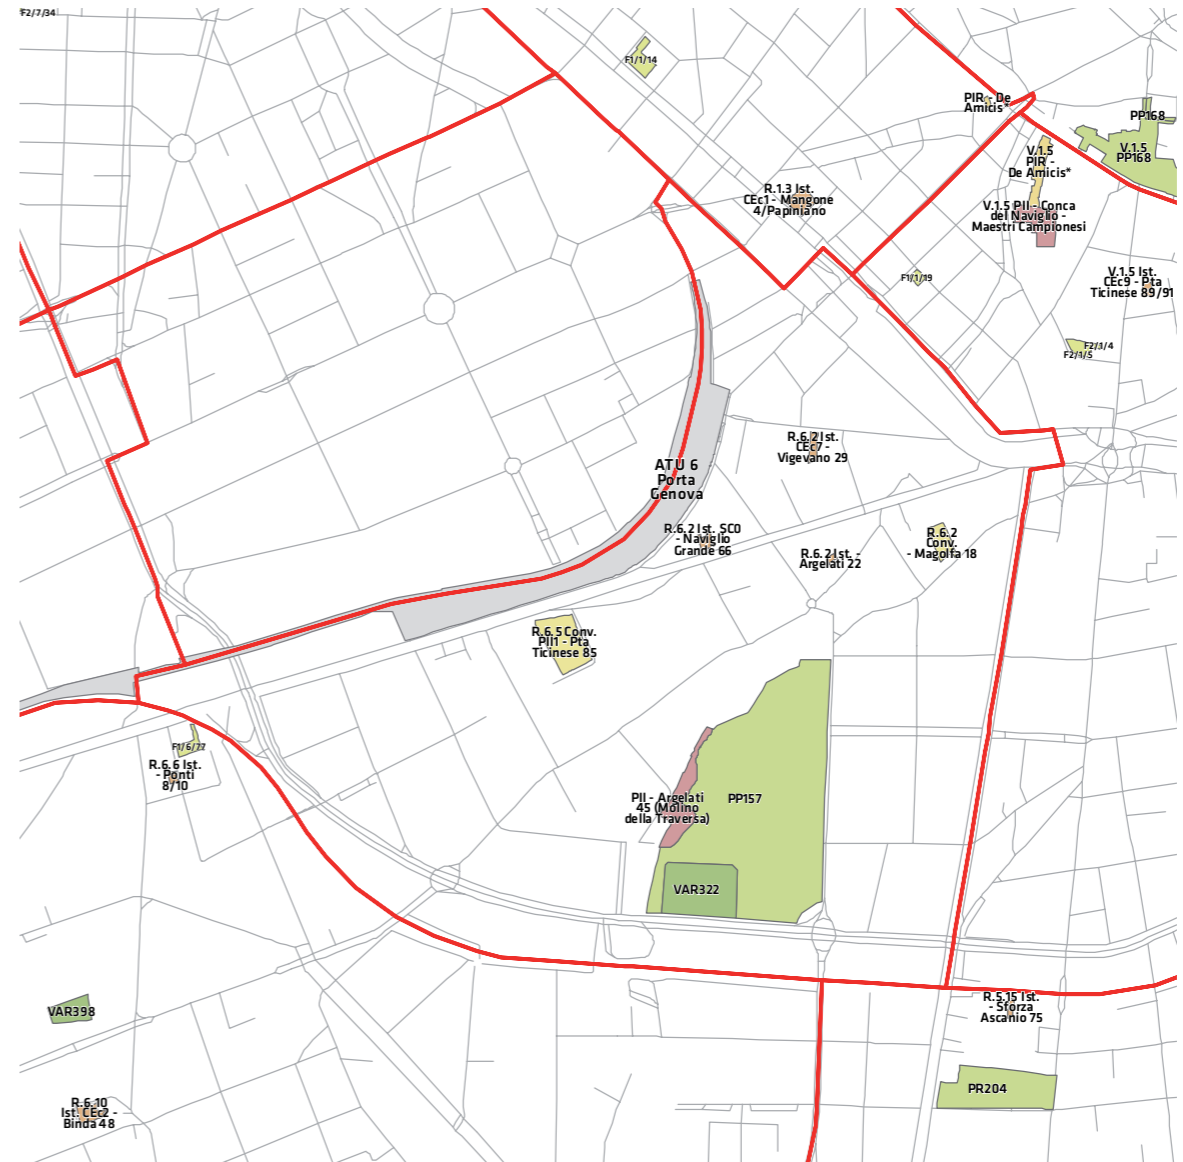 F2/7/34
F1/1/14
PIR - De
Amicis*
PP168
V.1.5
PP168
V.1.5
PIR -
De Amicis*
R.1.3 Ist.
CEc1 - Mangone
4/Papiniano
V.1.5 PII - Conca
del Naviglio -
Maestri Campionesi
F1/1/19
V.1.5 Ist.
CEc9 - Pta
Ticinese 89/91
F2/1/4
F2/1/5
R.6.2 Ist.
CEc7 -
Vigevano 29
ATU 6
Porta
Genova
R.6.2 Ist. SC0
- Naviglio
Grande 66
R.6.2 Ist. -
Argelati 22
R.6.2
Conv.
- Magolfa 18
R.6.5 Conv.
PII1 - Pta
Ticinese 85
F1/6/27
R.6.6 Ist.
- Ponti
8/10
PII - Argelati
45 (Molino
della Traversa)
PP157
VAR322
VAR398
R.5.15 Ist.
- Sforza
Ascanio 75
PR204
R.6.10
Ist. CEc2 -
Binda 48